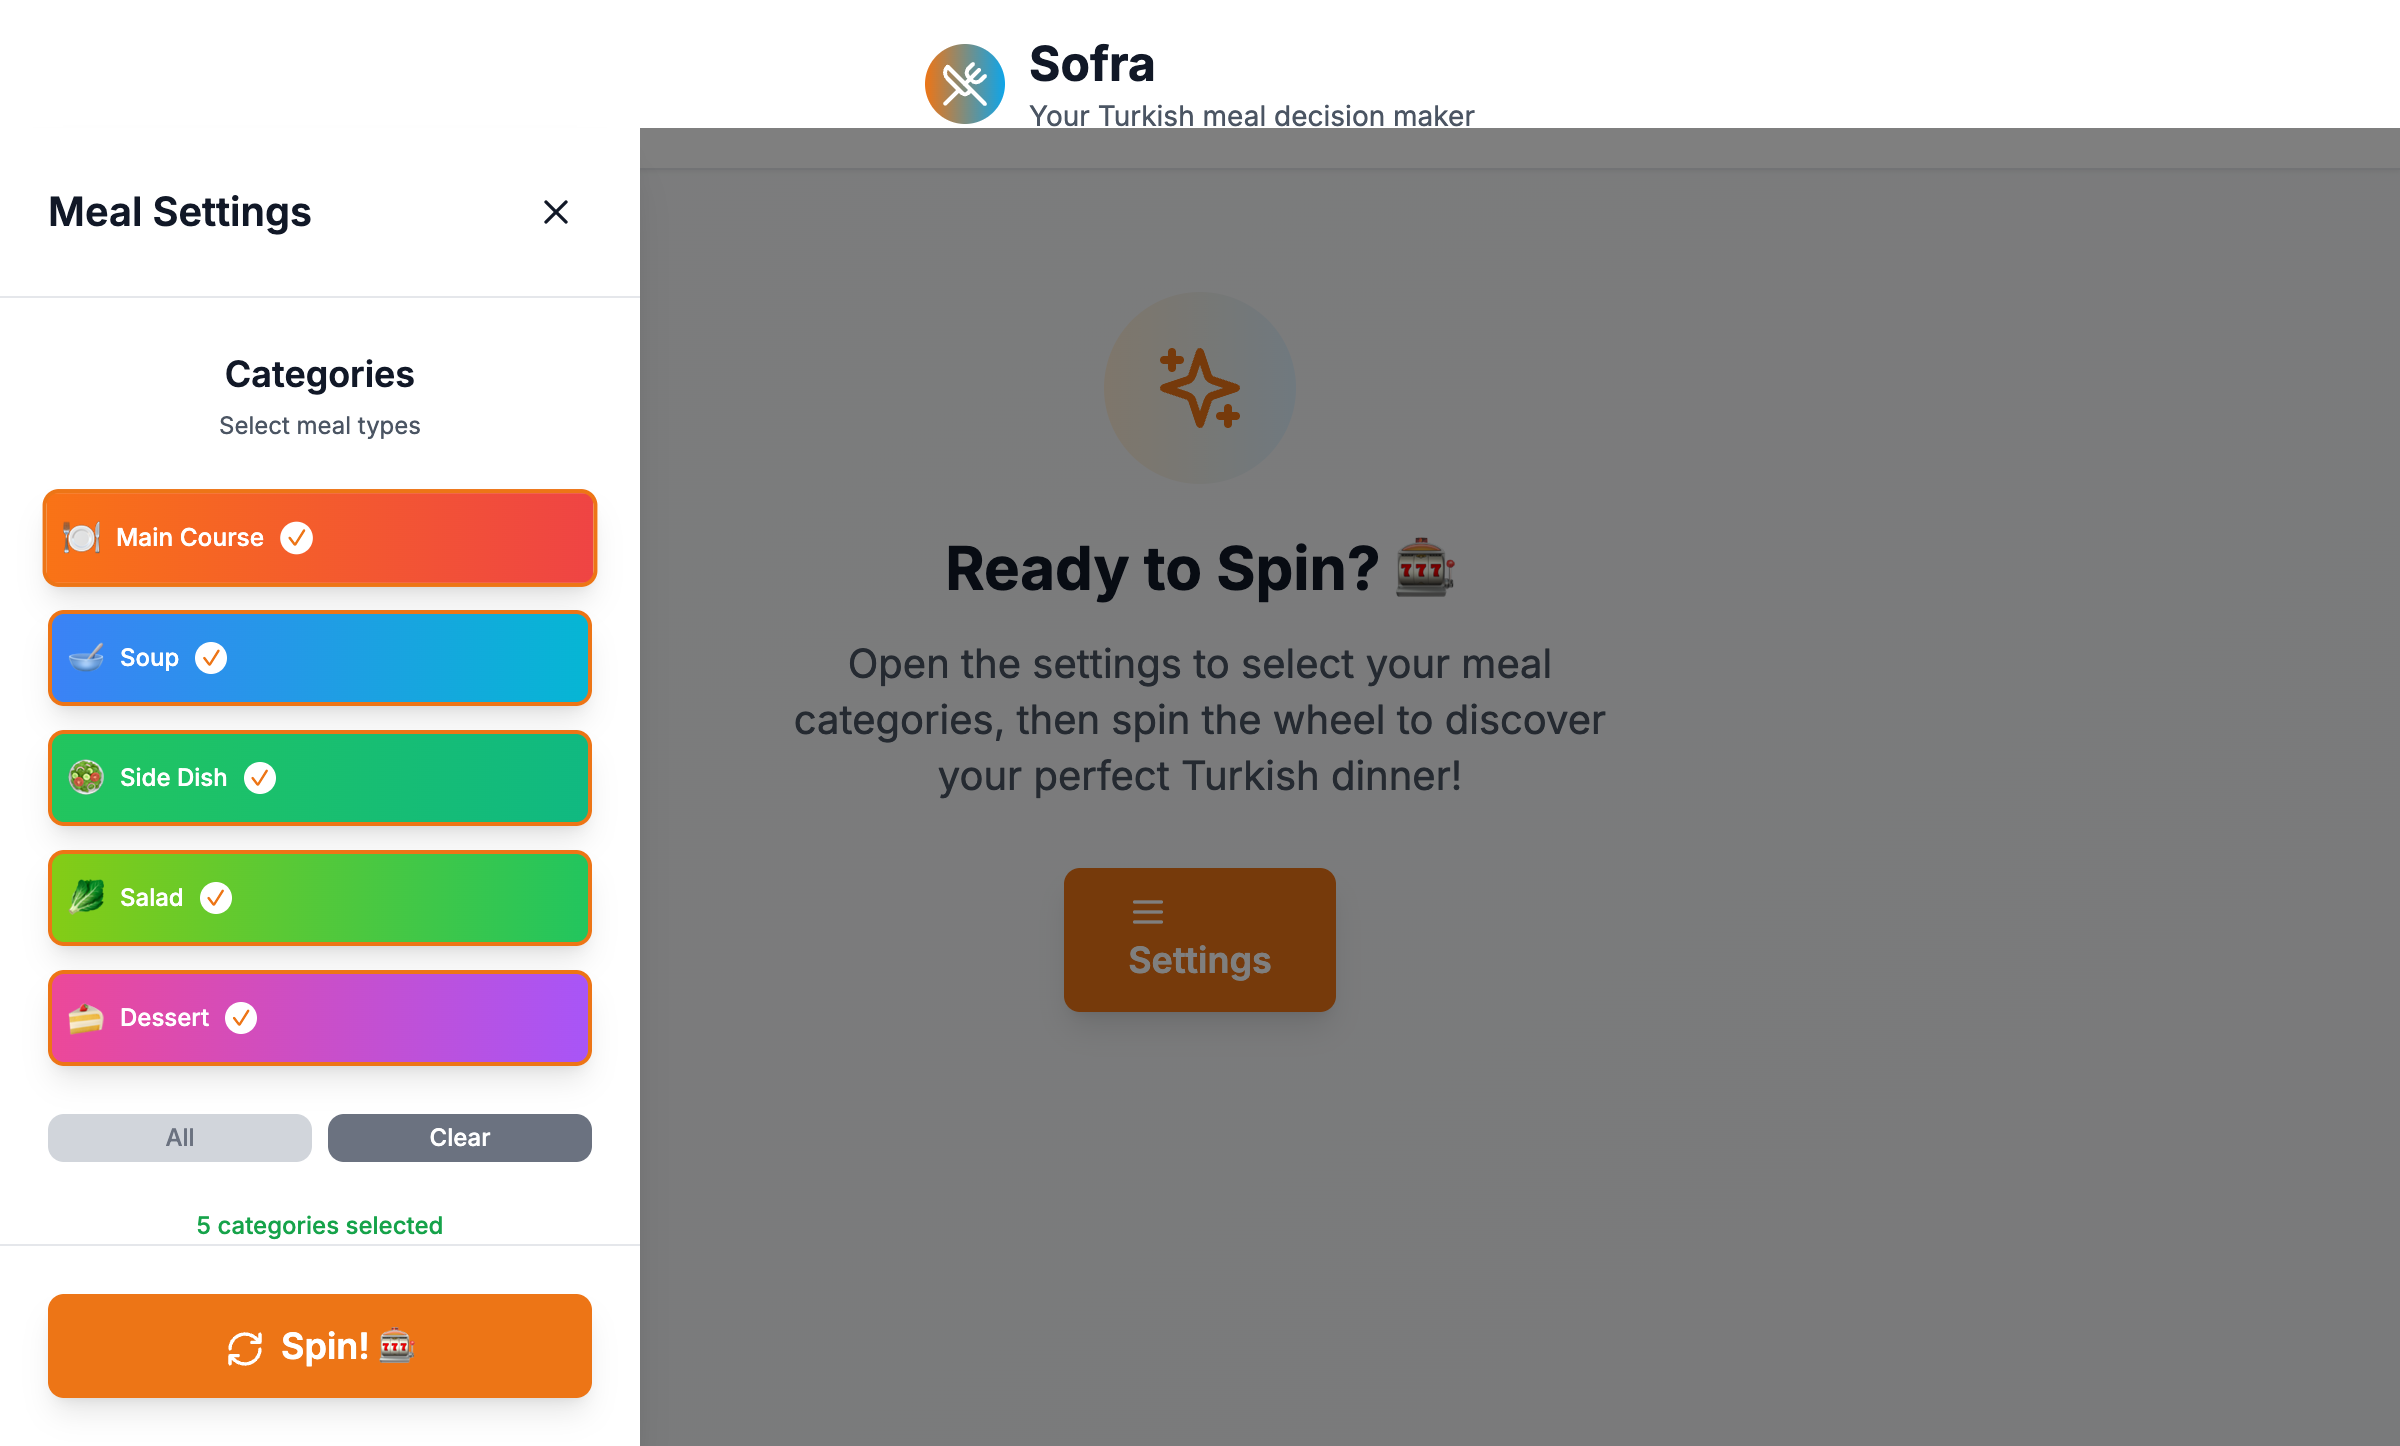 Sofra
Your Turkish meal decision maker
Meal Settings
Categories
Select meal types
Main Course
Soup
Side Dish
Salad
Dessert
All
Clear
5 categories selected
Spin! 🎰
Ready to Spin? 🎰
Open the settings to select your meal
categories, then spin the wheel to discover
your perfect Turkish dinner!
Settings